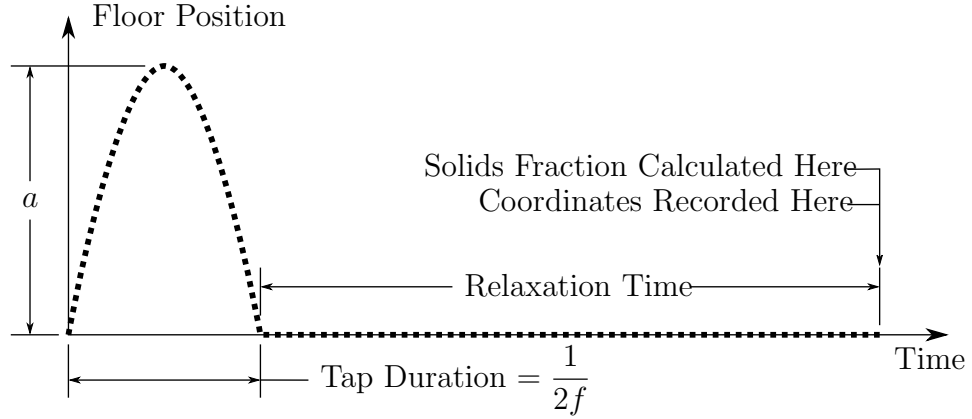 Floor Position
a
Solids Fraction Calculated Here
Coordinates Recorded Here
Relaxation Time
Time
Tap Duration = 1/2f